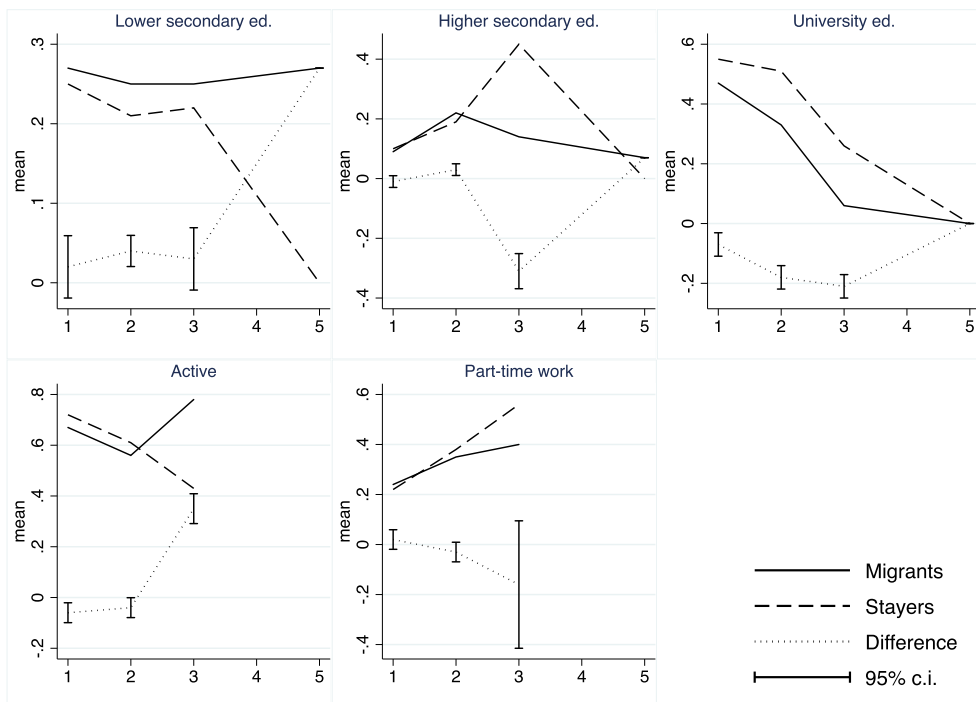 Lower secondary ed.
mean
.3
.2
.1
0
1 2 3 4 5
Higher secondary ed.
mean
.4
.2
0
-.2
-.4
1 2 3 4 5
University ed.
mean
.6
.4
.2
0
-.2
1 2 3 4 5
Active
mean
.8
.6
.4
.2
0
-.2
1 2 3 4 5
Part-time work
mean
.6
.4
.2
0
-.2
-.4
1 2 3 4 5
Migrants
Stayers
Difference
95% c.i.